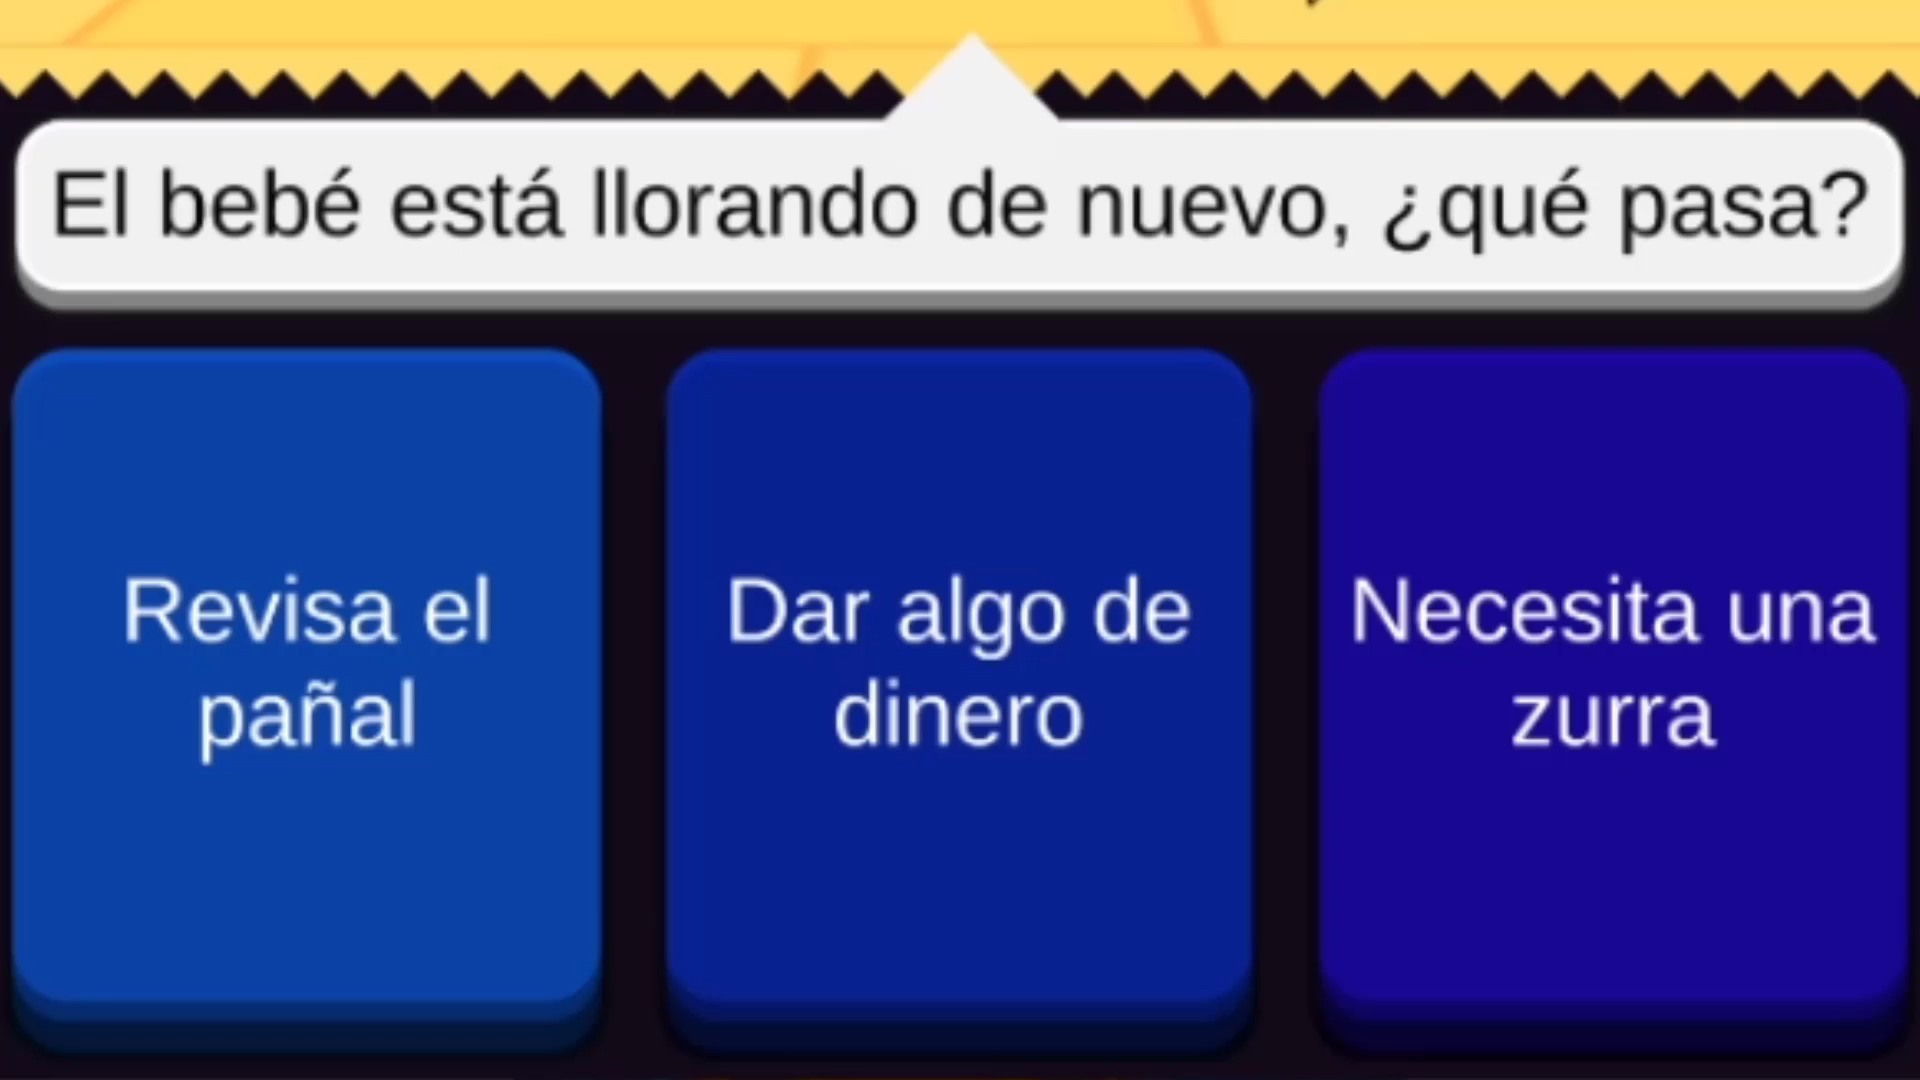 El bebé está llorando de nuevo, ¿qué pasa?
Revisa el
pañal
Dar algo de
dinero
Necesita una
zurra